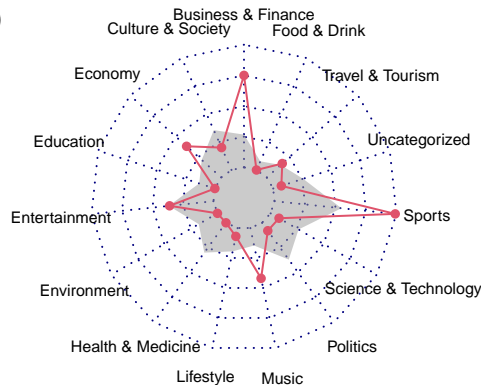 Business & Finance
Culture & Society
Food & Drink
Economy
Travel & Tourism
Education
Uncategorized
Entertainment
Sports
Environment
Science & Technology
Health & Medicine
Politics
Lifestyle
Music